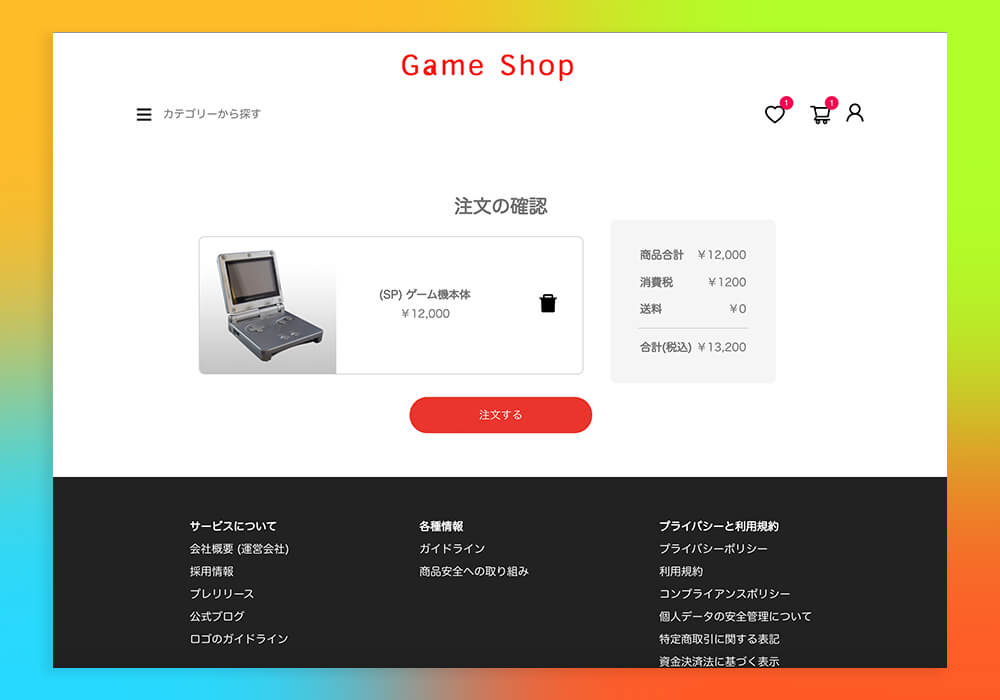 Game Shop
カテゴリーから探す
1
1
注文の確認
(SP) ゲーム機本体
￥12,000
商品合計 ￥12,000
消費税 ￥1200
送料 ￥0
合計(税込) ￥13,200
注文する
サービスについて
会社概要 (運営会社)
採用情報
プレリリース
公式ブログ
ロゴのガイドライン
各種情報
ガイドライン
商品安全への取り組み
プライバシーと利用規約
プライバシーポリシー
利用規約
コンプライアンスポリシー
個人データの安全管理について
特定商取引に関する表記
資金決済法に基づく表示